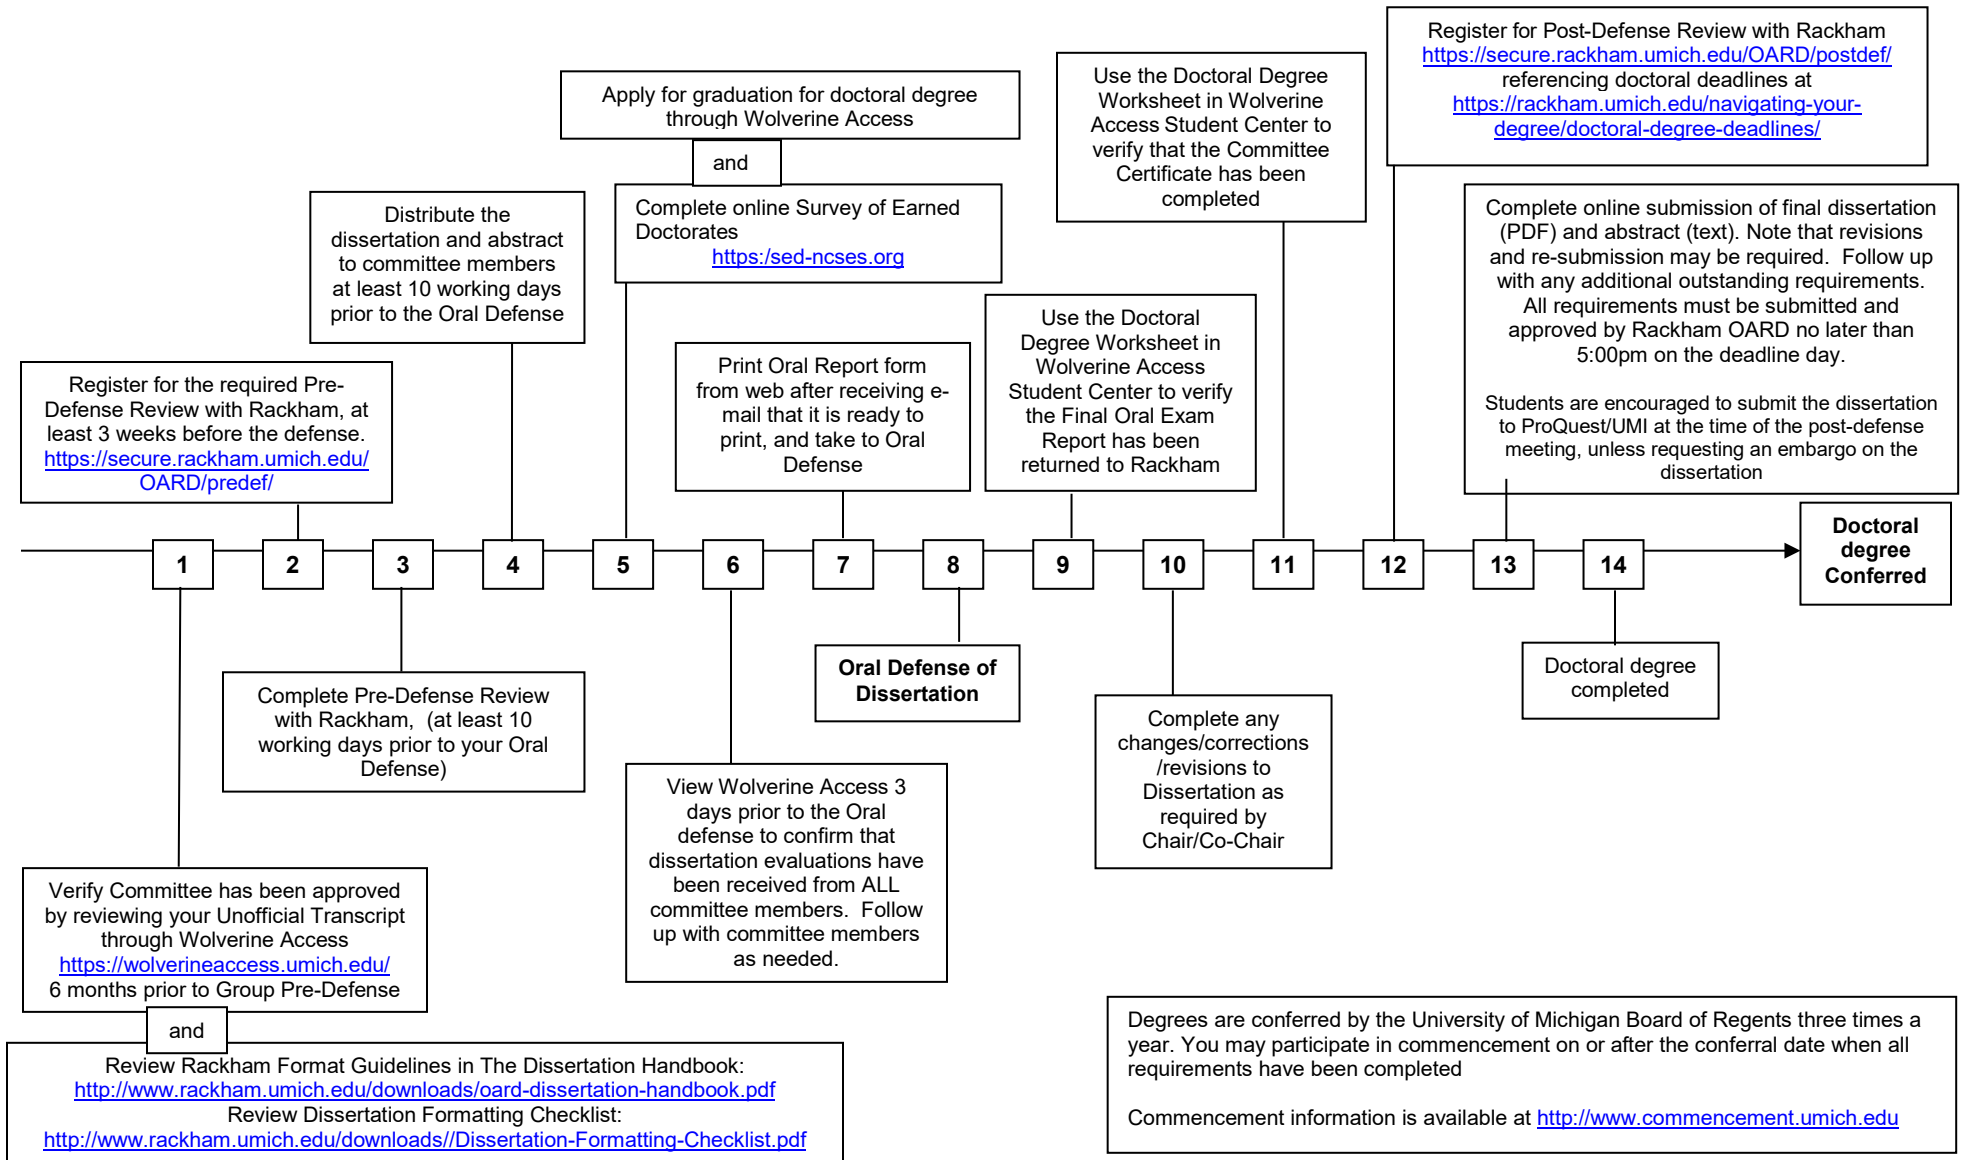 Register for Post-Defense Review with Rackham
https://secure.rackham.umich.edu/OARD/postdef/
referencing doctoral deadlines at
https://rackham.umich.edu/navigating-your-
degree/doctoral-degree-deadlines/
Use the Doctoral Degree
Worksheet in Wolverine
Access Student Center to
verify that the Committee
Certificate has been
completed
Apply for graduation for doctoral degree
through Wolverine Access
and
Complete online Survey of Earned
Doctorates
https:/sed-ncses.org
Distribute the
dissertation and abstract
to committee members
at least 10 working days
prior to the Oral Defense
Complete online submission of final dissertation
(PDF) and abstract (text). Note that revisions
and re-submission may be required.  Follow up
with any additional outstanding requirements.
All requirements must be submitted and
approved by Rackham OARD no later than
5:00pm on the deadline day.
Students are encouraged to submit the dissertation
to ProQuest/UMI at the time of the post-defense
meeting, unless requesting an embargo on the
dissertation
Use the Doctoral
Degree Worksheet in
Wolverine Access
Student Center to verify
the Final Oral Exam
Report has been
returned to Rackham
Print Oral Report form
from web after receiving e-
mail that it is ready to
print, and take to Oral
Defense
Register for the required Pre-
Defense Review with Rackham, at
least 3 weeks before the defense.
https://secure.rackham.umich.edu/
OARD/predef/
1 2 3 4 5 6 7 8 9 10 11 12 13 14
Doctoral
degree
Conferred
Oral Defense of
Dissertation
Doctoral degree
completed
Complete Pre-Defense Review
with Rackham,  (at least 10
working days prior to your Oral
Defense)
Complete any
changes/corrections
/revisions to
Dissertation as
required by
Chair/Co-Chair
View Wolverine Access 3
days prior to the Oral
defense to confirm that
dissertation evaluations have
been received from ALL
committee members.  Follow
up with committee members
as needed.
Verify Committee has been approved
by reviewing your Unofficial Transcript
through Wolverine Access
https://wolverineaccess.umich.edu/
6 months prior to Group Pre-Defense
and
Review Rackham Format Guidelines in The Dissertation Handbook:
http://www.rackham.umich.edu/downloads/oard-dissertation-handbook.pdf
Review Dissertation Formatting Checklist:
http://www.rackham.umich.edu/downloads//Dissertation-Formatting-Checklist.pdf
Degrees are conferred by the University of Michigan Board of Regents three times a
year. You may participate in commencement on or after the conferral date when all
requirements have been completed
Commencement information is available at http://www.commencement.umich.edu